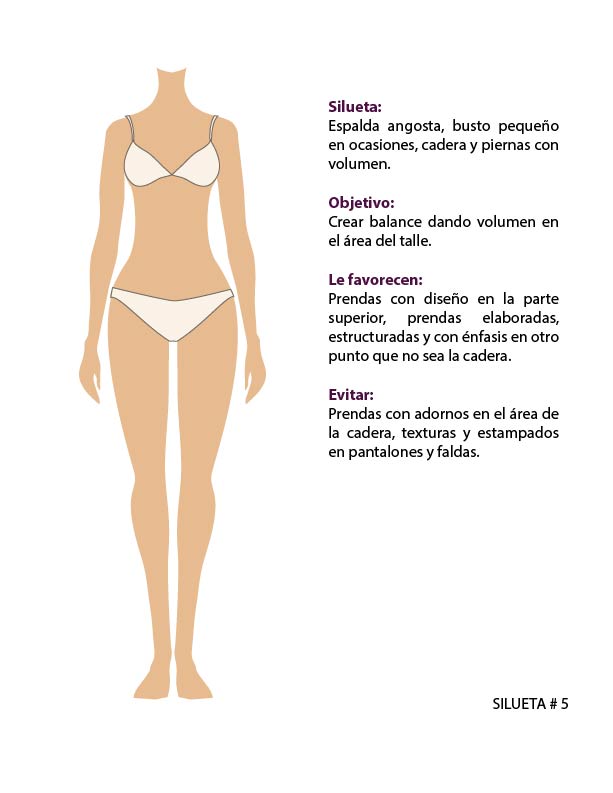 Silueta:
Espalda angosta, busto pequeño
en ocasiones, cadera y piernas con
volumen.
Objetivo:
Crear balance dando volumen en
el área del talle.
Le favorecen:
Prendas con diseño en la parte
superior, prendas elaboradas,
estructuradas y con énfasis en otro
punto que no sea la cadera.
Evitar:
Prendas con adornos en el área de
la cadera, texturas y estampados
en pantalones y faldas.
SILUETA # 5